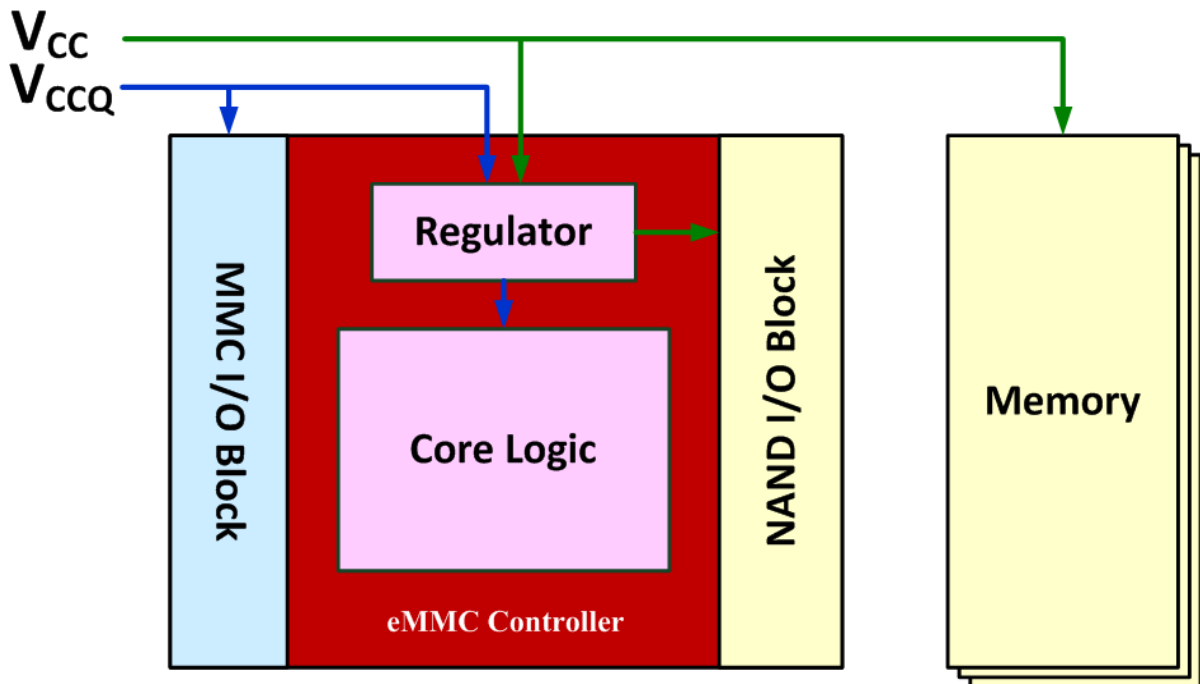 VCC
VCCQ
Regulator
MMC I/O Block
Core Logic
NAND I/O Block
Memory
eMMC Controller